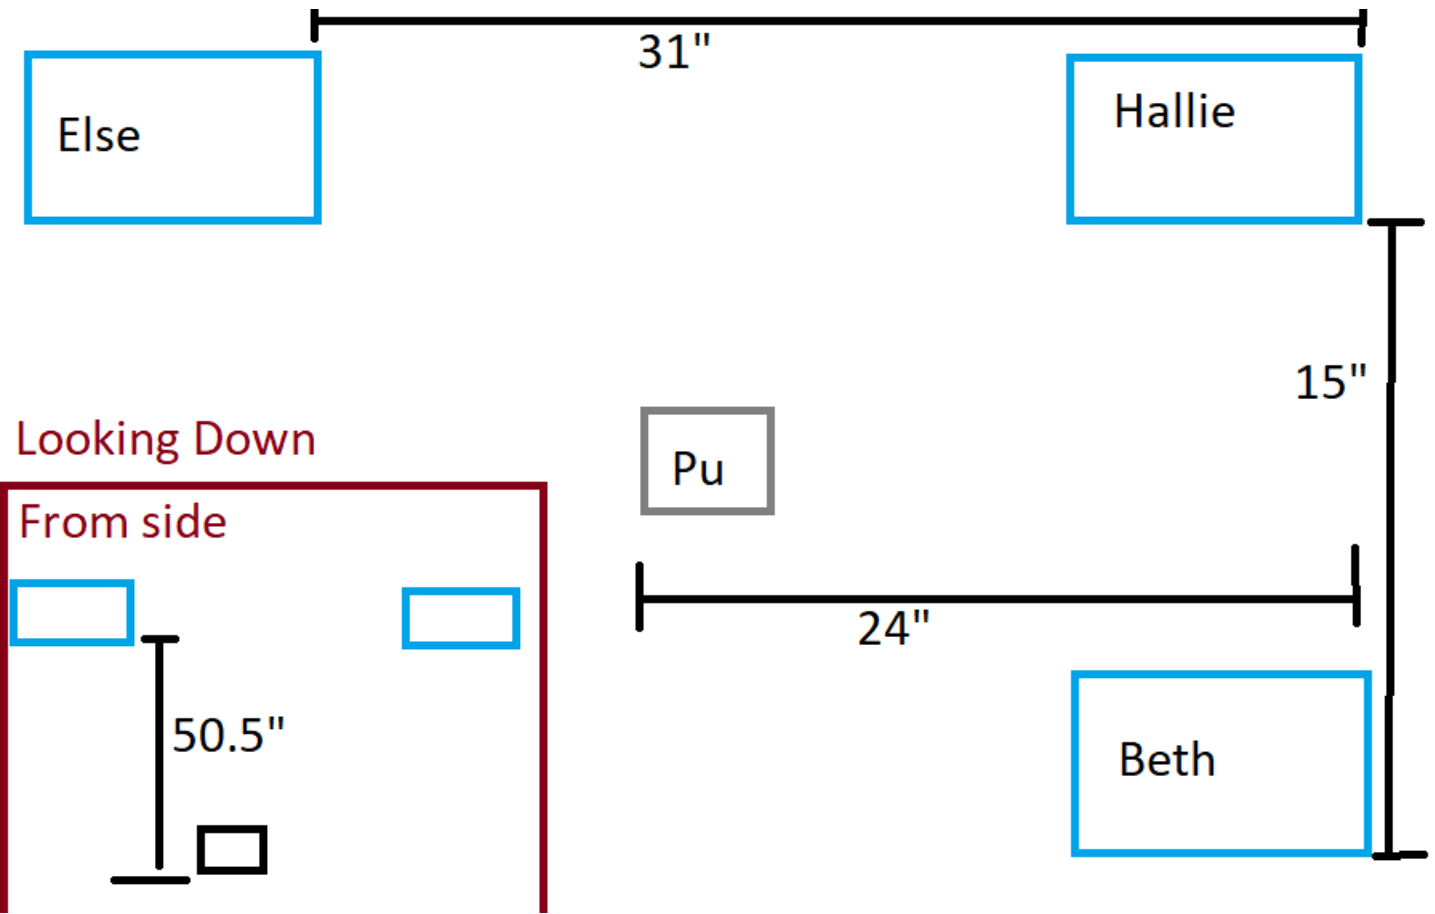 31"
Else
Hallie
15"
Looking Down
Pu
From side
24"
50.5"
Beth